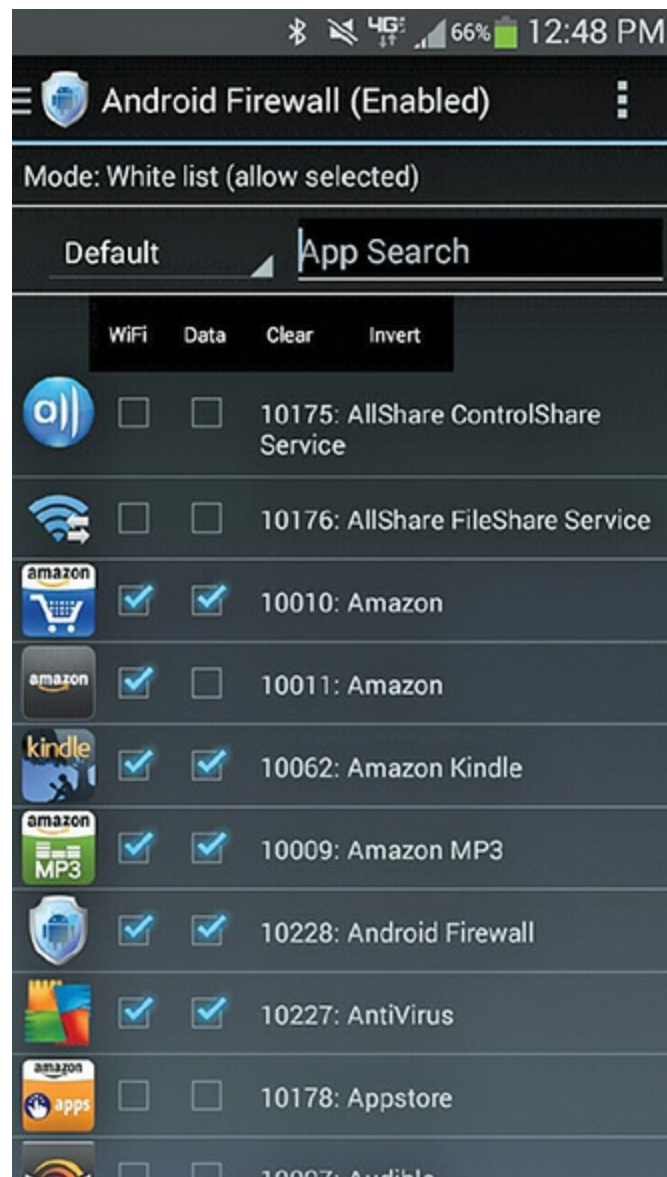 4G 66% 12:48 PM
Android Firewall (Enabled)
Mode: White list (allow selected)
Default App Search
WiFi Data Clear Invert
all 10175: AllShare ControlShare
Service
10176: AllShare FileShare Service
amazon
10010: Amazon
amazon 10011: Amazon
kindle
10062: Amazon Kindle
amazon
MP3 10009: Amazon MP3
10228: Android Firewall
10227: AntiVirus
amazon
apps 10178: Appstore